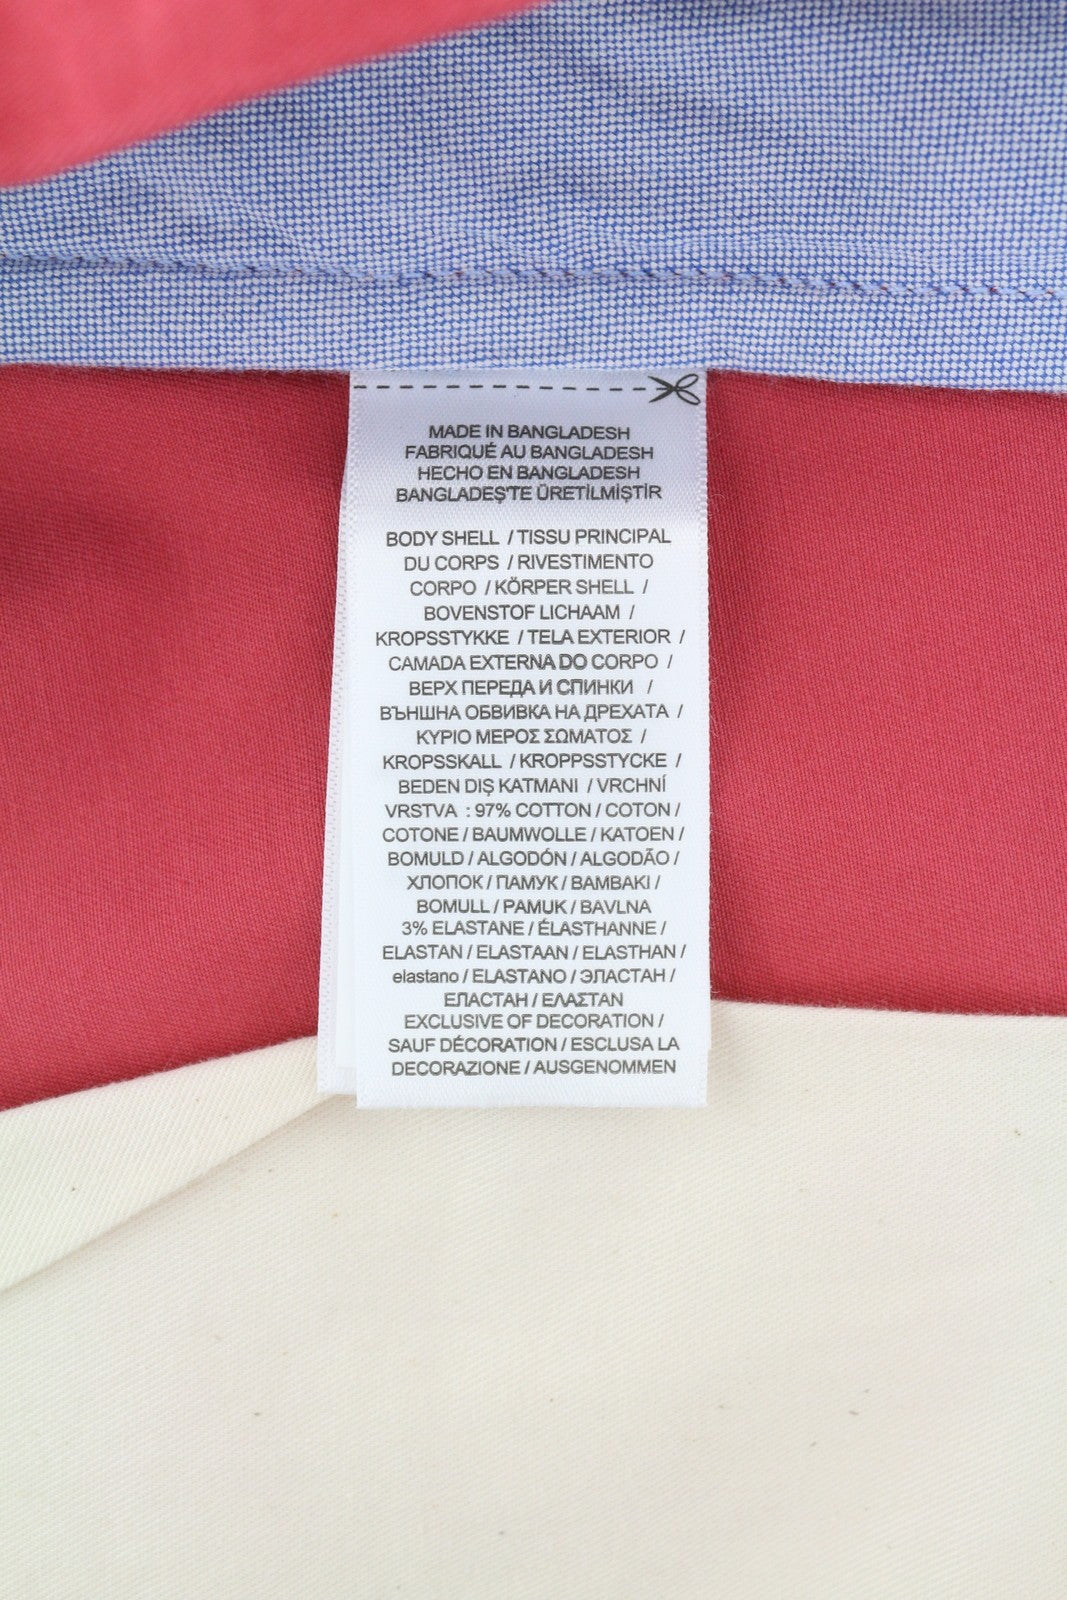 MADE IN BANGLADESH
FABRIQUÉ AU BANGLADESH
HECHO EN BANGLADESH
BANGLADEŞ'TE ÜRETİLMİŞTİR
BODY SHELL / TISSU PRINCIPAL
DU CORPS / RIVESTIMENTO
CORPO / KÖRPER SHELL /
BOVENSTOF LICHAAM /
KROPSSTYKKE / TELA EXTERIOR /
CAMADA EXTERNA DO CORPO /
ВЕРХ ПЕРЕДА И СПИНКИ /
ВЪНШНА ОБВИВКА НА ДРЕХАТА /
ΚΥΡΙΟ ΜΕΡΟΣ ΣΩΜΑΤΟΣ /
KROPSSKALL / KROPPSSTYCKE /
BEDEN DIŞ KATMANI / VRCHNÍ
VRSTVA : 97% COTTON / COTON /
COTONE / BAUMWOLLE / KATOEN /
BOMULD / ALGODÓN / ALGODÃO /
ХЛОПОК / ПАМУК / ΒΑΜΒΑΚΙ /
BOMULL / PAMUK / BAVLNA
3% ELASTANE / ÉLASTHANNE /
ELASTAN / ELASTAAN / ELASTHAN /
elastano / ELASTANO / ЭЛАСТАН /
ЕЛАСТАН / ΕΛΑΣΤΑΝ
EXCLUSIVE OF DECORATION /
SAUF DÉCORATION / ESCLUSA LA
DECORAZIONE / AUSGENOMMEN